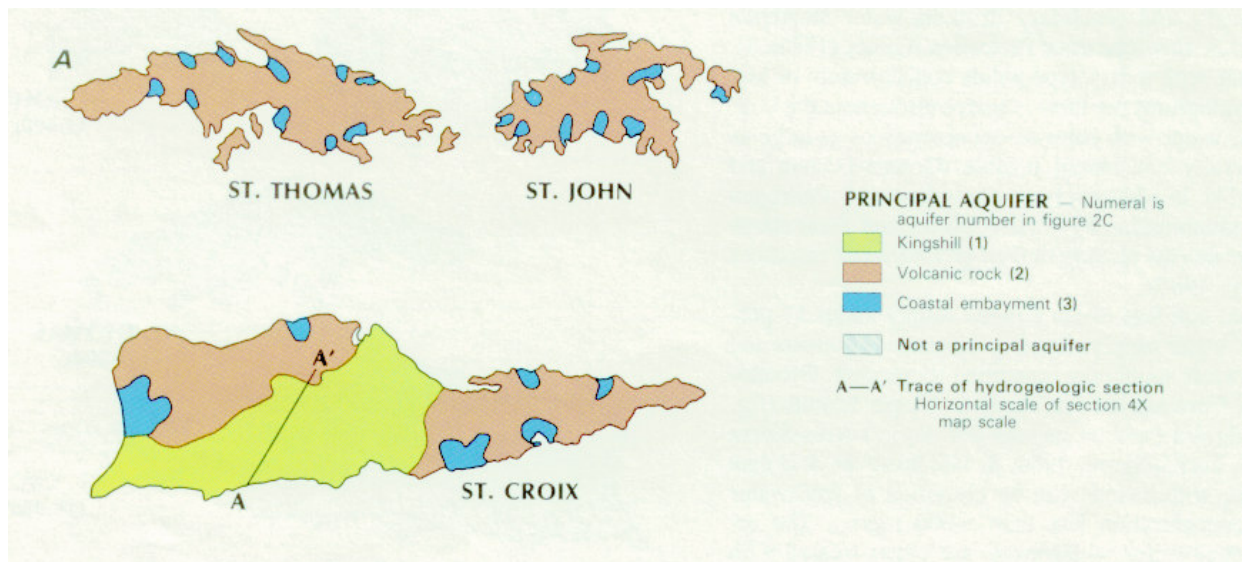 A
ST. THOMAS
ST. JOHN
PRINCIPAL AQUIFER — Numeral is
aquifer number in figure 2C
Kingshill (1)
Volcanic rock (2)
Coastal embayment (3)
Not a principal aquifer
A—A′ Trace of hydrogeologic section
Horizontal scale of section 4X
map scale
A′
A
ST. CROIX